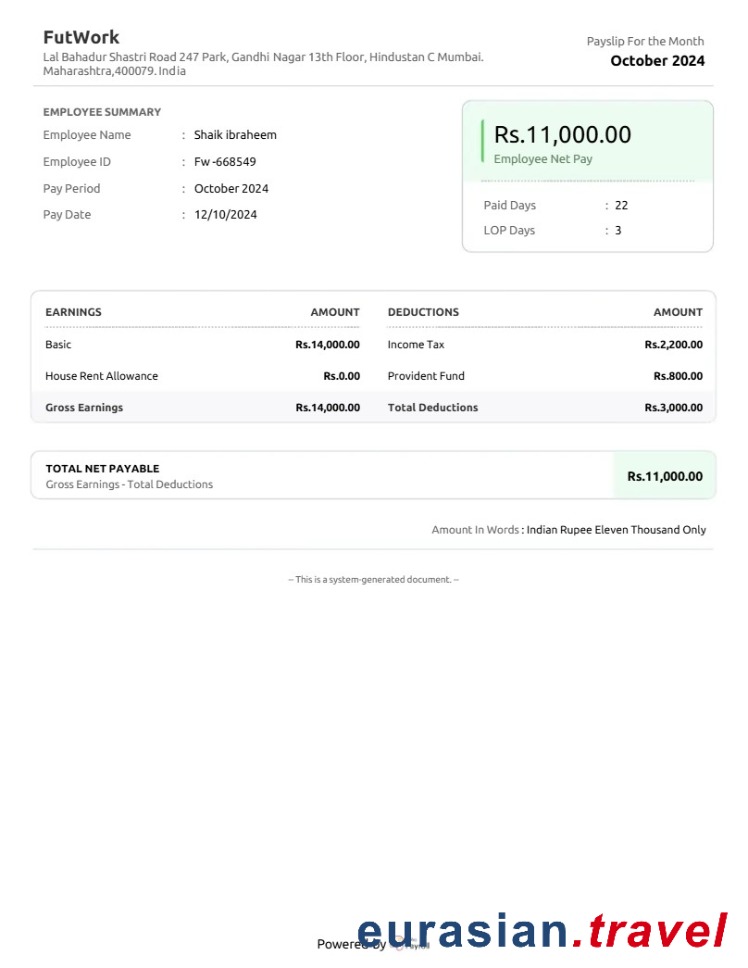 FutWork
Lal Bahadur Shastri Road 247 Park, Gandhi Nagar 13th Floor, Hindustan C Mumbai.
Maharashtra,400079.India
Payslip For the Month
October 2024
EMPLOYEE SUMMARY
Employee Name : Shaik ibraheem
Employee ID : Fw -668549
Pay Period : October 2024
Pay Date : 12/10/2024
Rs.11,000.00
Employee Net Pay
Paid Days : 22
LOP Days : 3
EARNINGS AMOUNT DEDUCTIONS AMOUNT
Basic Rs.14,000.00 Income Tax Rs.2,200.00
House Rent Allowance Rs.0.00 Provident Fund Rs.800.00
Gross Earnings Rs.14,000.00 Total Deductions Rs.3,000.00
TOTAL NET PAYABLE
Gross Earnings - Total Deductions
Rs.11,000.00
Amount In Words : Indian Rupee Eleven Thousand Only
-- This is a system-generated document. --
Powered by
eurasian.travel